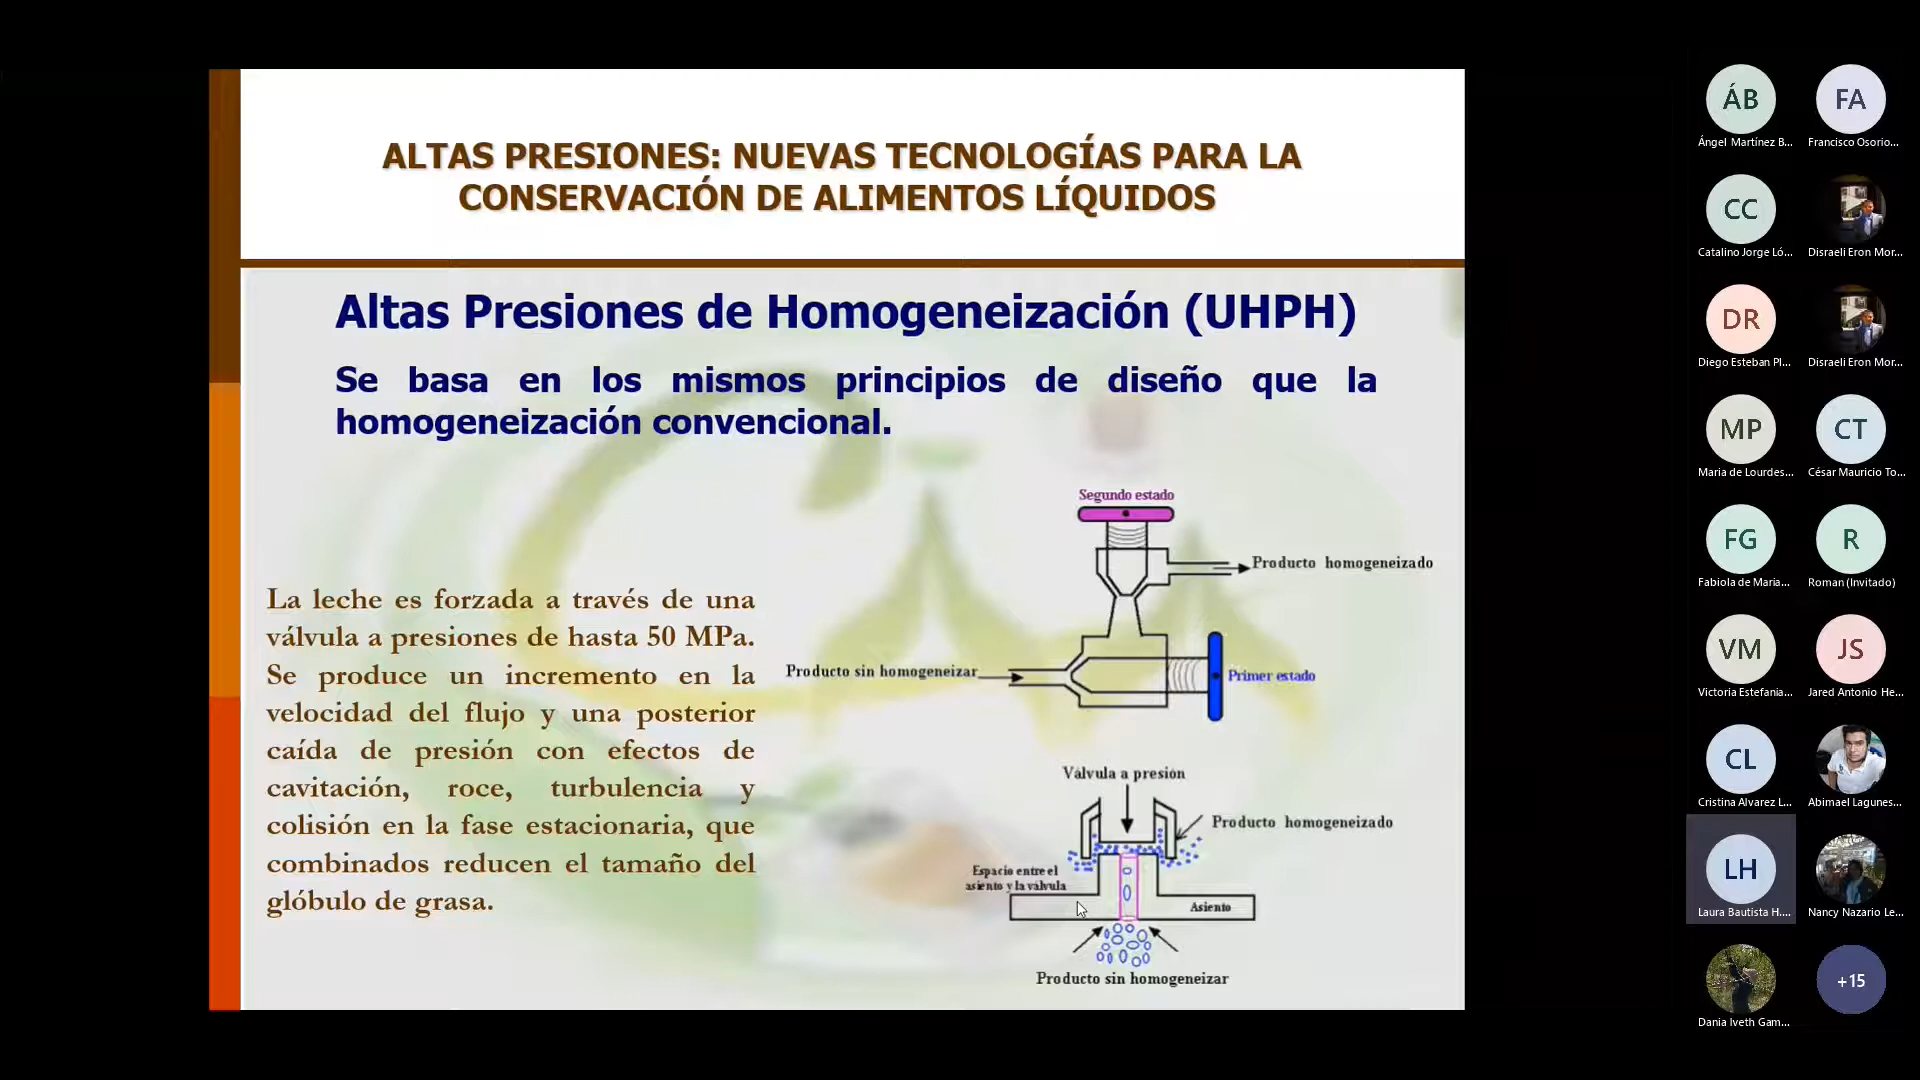 ALTAS PRESIONES: NUEVAS TECNOLOGÍAS PARA LA
CONSERVACIÓN DE ALIMENTOS LÍQUIDOS
Altas Presiones de Homogeneización (UHPH)
Se basa en los mismos principios de diseño que la
homogeneización convencional.
La leche es forzada a través de una
válvula a presiones de hasta 50 MPa.
Se produce un incremento en la
velocidad del flujo y una posterior
caída de presión con efectos de
cavitación, roce, turbulencia y
colisión en la fase estacionaria, que
combinados reducen el tamaño del
glóbulo de grasa.
Segundo estado
Producto homogeneizado
Producto sin homogeneizar
Primer estado
Válvula a presión
Producto homogeneizado
Espacio entre el
asiento y la válvula
Asiento
Producto sin homogeneizar
ÁB
Ángel Martínez B...
FA
Francisco Osorio...
CC
Catalino Jorge Ló...
Disraeli Eron Mor...
DR
Diego Esteban Pl...
Disraeli Eron Mor...
MP
Maria de Lourdes...
CT
César Mauricio To...
FG
Fabiola de Maria...
R
Roman (Invitado)
VM
Victoria Estefania...
JS
Jared Antonio He...
CL
Cristina Alvarez L...
Abimael Lagunes...
LH
Laura Bautista H....
Nancy Nazario Le...
Dania Iveth Gam...
+15